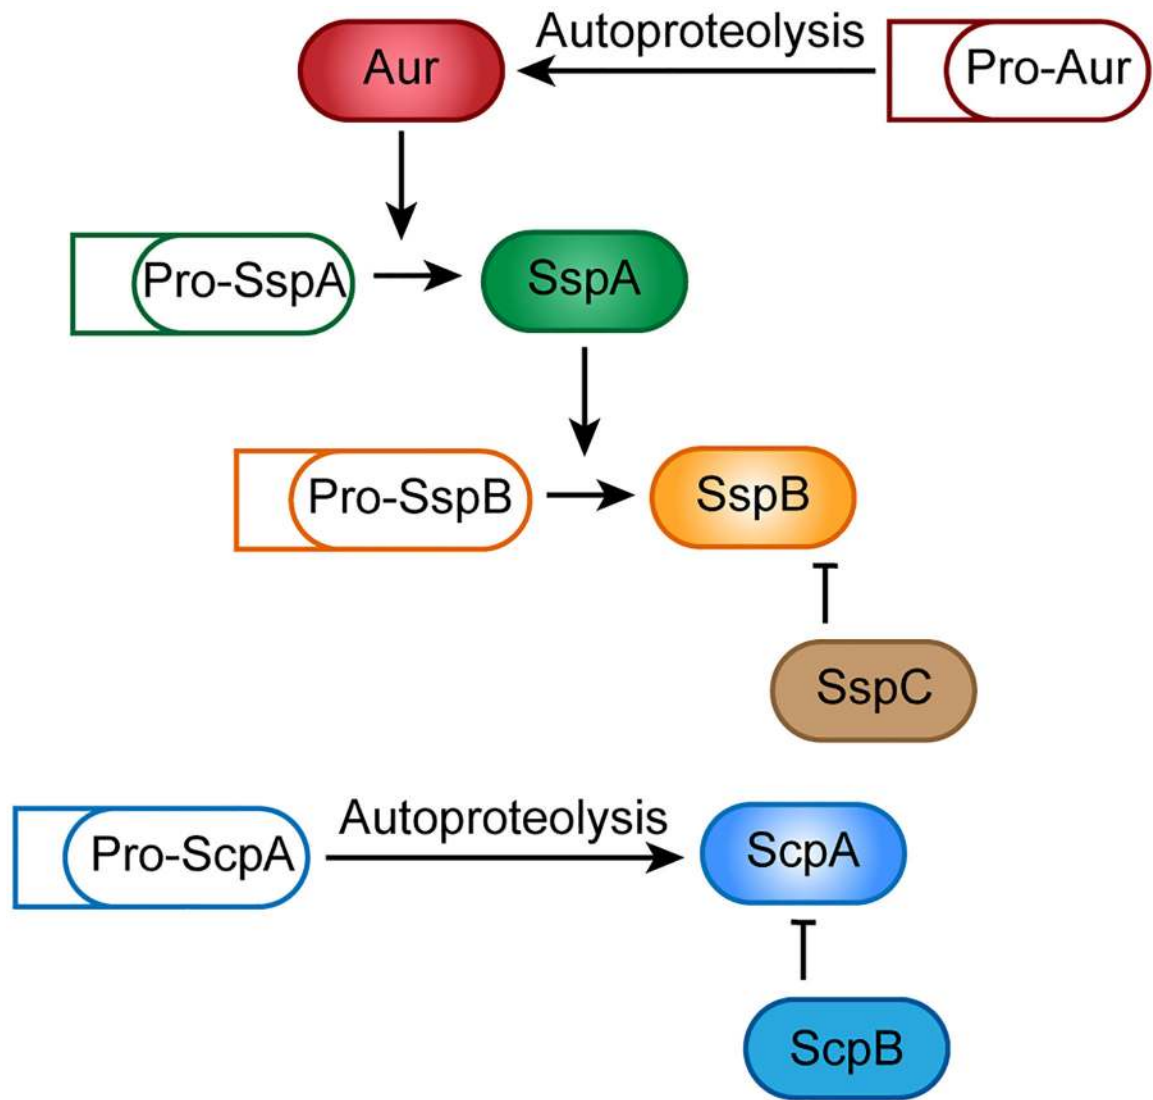 Aur
Autoproteolysis
Pro-Aur
Pro-SspA
SspA
Pro-SspB
SspB
SspC
Pro-ScpA
Autoproteolysis
ScpA
ScpB